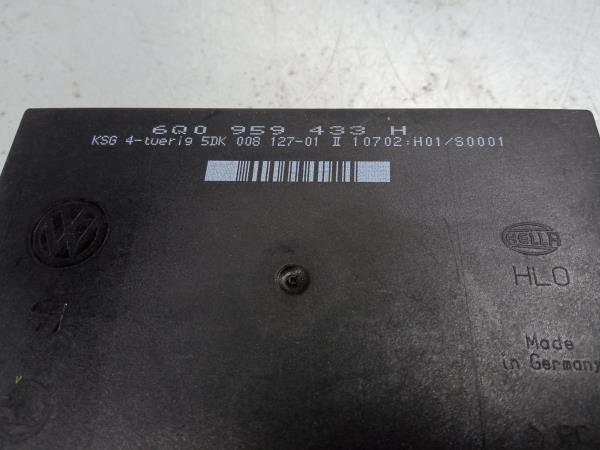 6Q0 959 433 H
KSG 4-tuerig 5DK 008 127-01 II 10702:H01/S0001
VW
HELLA
HLO
Made
in Germany